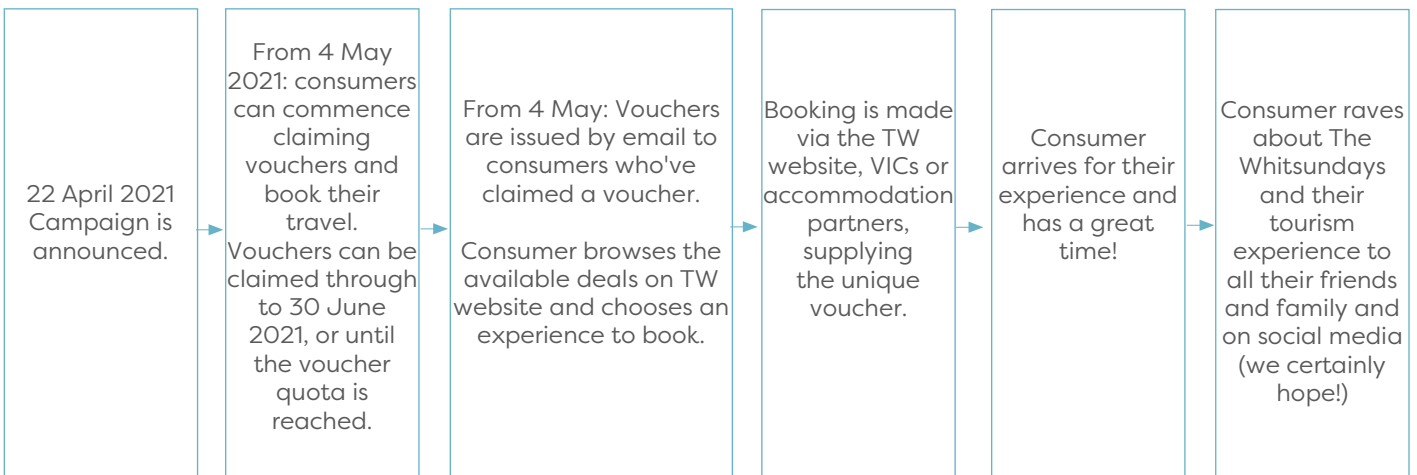 22 April 2021
Campaign is
announced.
From 4 May
2021: consumers
can commence
claiming
vouchers and
book their
travel.
Vouchers can be
claimed through
to 30 June
2021, or until
the voucher
quota is
reached.
From 4 May: Vouchers
are issued by email to
consumers who've
claimed a voucher.
Consumer browses the
available deals on TW
website and chooses an
experience to book.
Booking is made
via the TW
website, VICs or
accommodation
partners,
supplying
the unique
voucher.
Consumer
arrives for their
experience and
has a great
time!
Consumer raves
about The
Whitsundays
and their
tourism
experience to
all their friends
and family and
on social media
(we certainly
hope!)